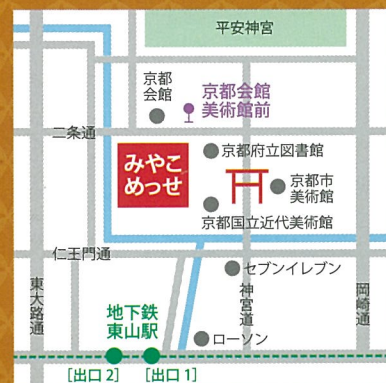 平安神宮
京都
会館
京都会館
美術館前
二条通
みやこ
めっせ
京都府立図書館
京都市
美術館
京都国立近代美術館
仁王門通
セブンイレブン
東大路通
地下鉄
東山駅
神宮道
岡崎通
ローソン
[出口2]
[出口1]